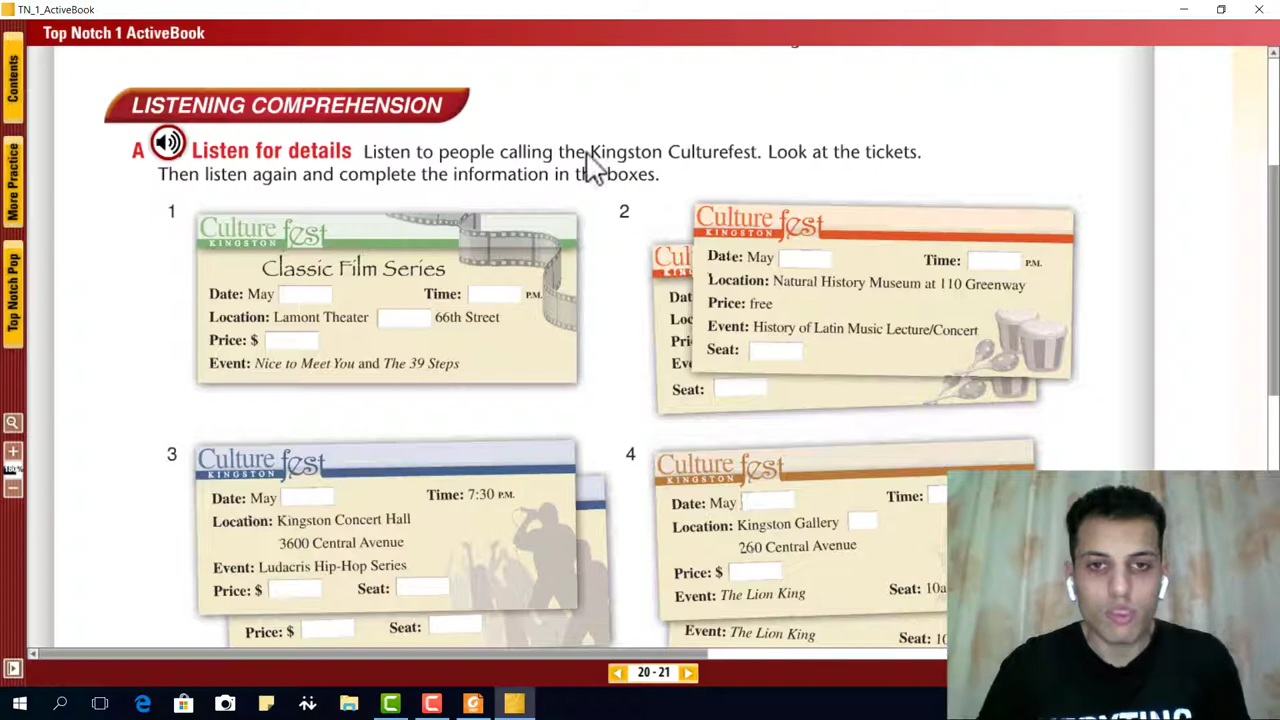 TN_1_ActiveBook
Top Notch 1 ActiveBook
Contents
More Practice
Top Notch Pop
LISTENING COMPREHENSION
A Listen for details Listen to people calling the Kingston Culturefest. Look at the tickets.
Then listen again and complete the information in the boxes.
1
Culture fest
KINGSTON
Classic Film Series
Date: May Time: P.M.
Location: Lamont Theater 66th Street
Price: $
Event: Nice to Meet You and The 39 Steps
2
Culture fest
KINGSTON
Date: May Time: P.M.
Location: Natural History Museum at 110 Greenway
Price: free
Event: History of Latin Music Lecture/Concert
Seat:
Seat:
3
Culture fest
KINGSTON
Date: May Time: 7:30 P.M.
Location: Kingston Concert Hall
3600 Central Avenue
Event: Ludacris Hip-Hop Series
Price: $ Seat:
Price: $ Seat:
4
Culture fest
KINGSTON
Date: May Time:
Location: Kingston Gallery
260 Central Avenue
Price: $
Event: The Lion King Seat: 10a
Event: The Lion King Seat: 10
20 - 21